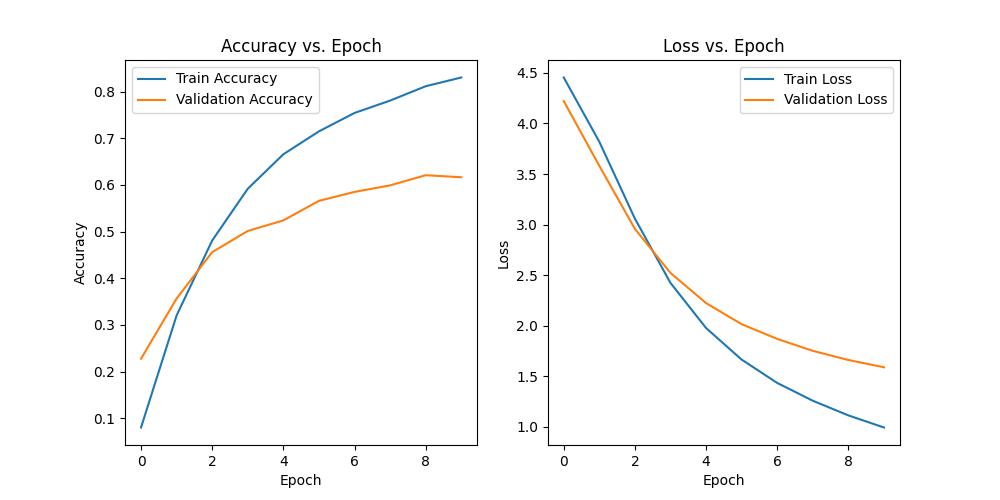 Accuracy vs. Epoch
Train Accuracy
Validation Accuracy
0.8
0.7
0.6
0.5
0.4
0.3
0.2
0.1
Accuracy
0 2 4 6 8
Epoch
Loss vs. Epoch
Train Loss
Validation Loss
4.5
4.0
3.5
3.0
2.5
2.0
1.5
1.0
Loss
0 2 4 6 8
Epoch